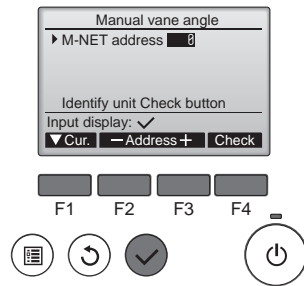 Manual vane angle
▶M-NET address 0
Identify unit Check button
Input display: ✓
▼Cur. −Address+ Check
F1 F2 F3 F4